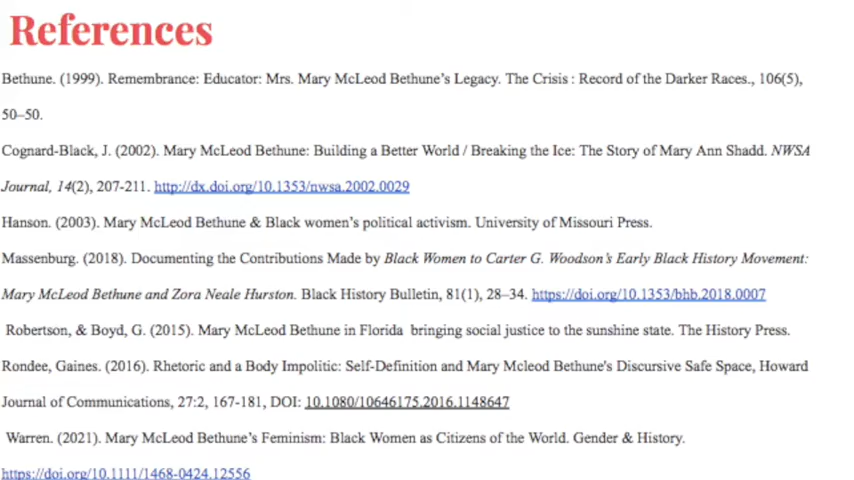 References
Bethune. (1999). Remembrance: Educator: Mrs. Mary McLeod Bethune's Legacy. The Crisis : Record of the Darker Races., 106(5),
50–50.
Cognard-Black, J. (2002). Mary McLeod Bethune: Building a Better World / Breaking the Ice: The Story of Mary Ann Shadd. NWSA
Journal, 14(2), 207-211. http://dx.doi.org/10.1353/nwsa.2002.0029
Hanson. (2003). Mary McLeod Bethune & Black women's political activism. University of Missouri Press.
Massenburg. (2018). Documenting the Contributions Made by Black Women to Carter G. Woodson's Early Black History Movement:
Mary McLeod Bethune and Zora Neale Hurston. Black History Bulletin, 81(1), 28–34. https://doi.org/10.1353/bhb.2018.0007
Robertson, & Boyd, G. (2015). Mary McLeod Bethune in Florida bringing social justice to the sunshine state. The History Press.
Rondee, Gaines. (2016). Rhetoric and a Body Impolitic: Self-Definition and Mary Mcleod Bethune's Discursive Safe Space, Howard
Journal of Communications, 27:2, 167-181, DOI: 10.1080/10646175.2016.1148647
Warren. (2021). Mary McLeod Bethune's Feminism: Black Women as Citizens of the World. Gender & History.
https://doi.org/10.1111/1468-0424.12556